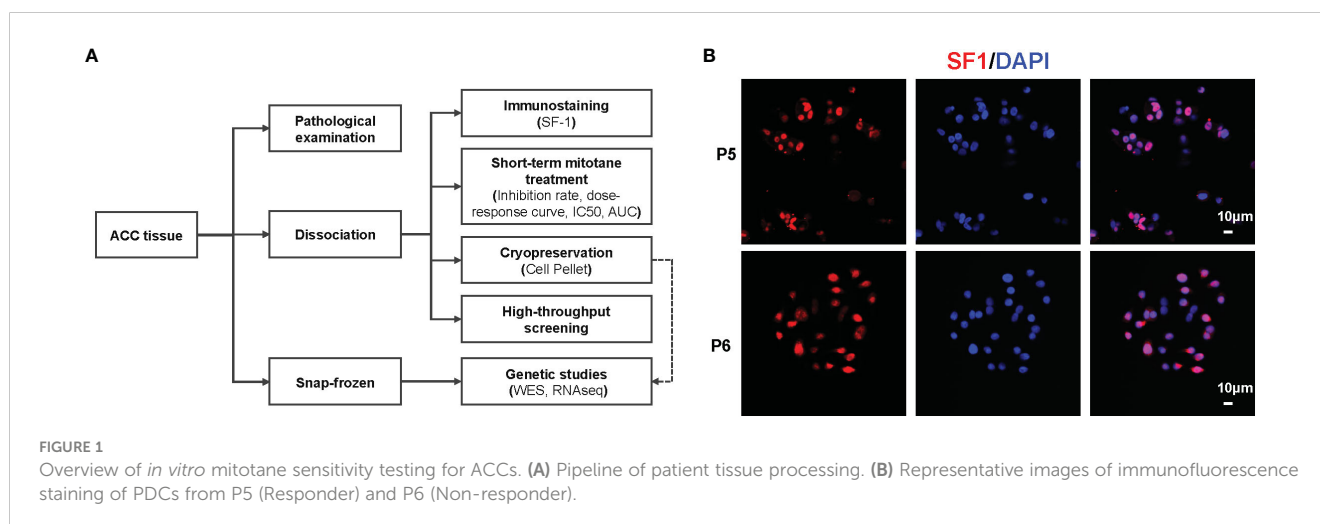 A
ACC tissue
Pathological
examination
Dissociation
Snap-frozen
Immunostaining
(SF-1)
Short-term mitotane
treatment
(Inhibition rate, dose-
response curve, IC50, AUC)
Cryopreservation
(Cell Pellet)
High-throughput
screening
Genetic studies
(WES, RNAseq)
B
SF1/DAPI
P5
10μm
P6
10μm
FIGURE 1
Overview of in vitro mitotane sensitivity testing for ACCs. (A) Pipeline of patient tissue processing. (B) Representative images of immunofluorescence
staining of PDCs from P5 (Responder) and P6 (Non-responder).